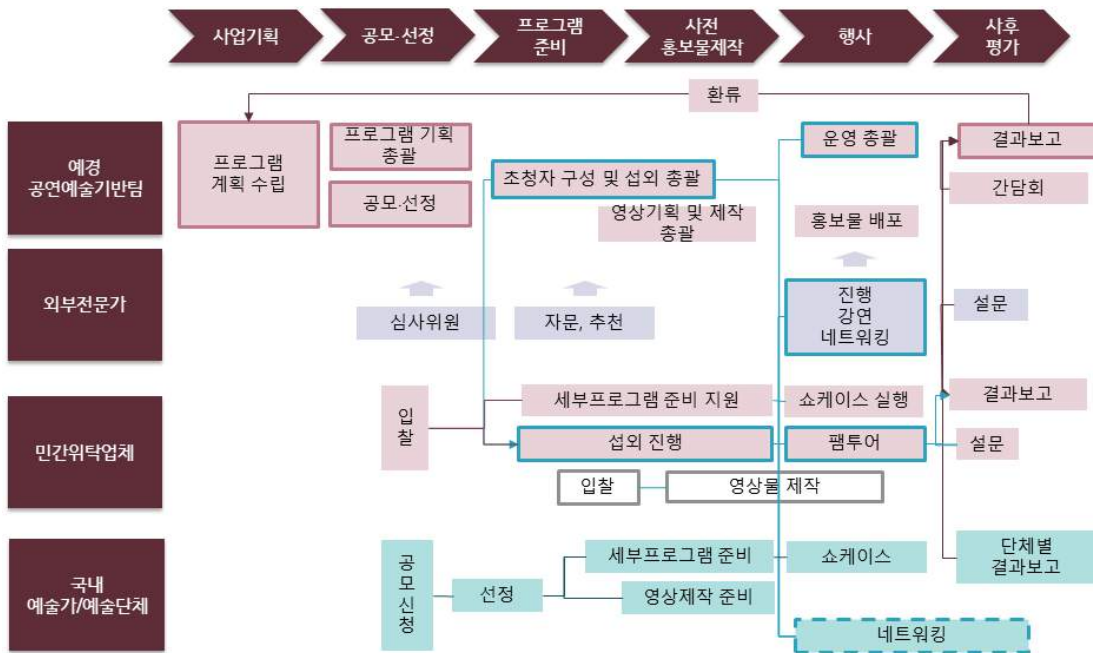 사업기획
공모·선정
프로그램
준비
사전
홍보물제작
행사
사후
평가
환류
예경
공연예술기반팀
프로그램
계획 수립
프로그램 기획
총괄
공모·선정
초청자 구성 및 섭외 총괄
영상기획 및 제작
총괄
운영 총괄
홍보물 배포
결과보고
간담회
외부전문가
심사위원
자문, 추천
진행
강연
네트워킹
설문
민간위탁업체
입
찰
세부프로그램 준비 지원
쇼케이스 실행
결과보고
섭외 진행
팸투어
설문
입찰
영상물 제작
국내
예술가/예술단체
공
모
신
청
선정
세부프로그램 준비
쇼케이스
단체별
결과보고
영상제작 준비
네트워킹